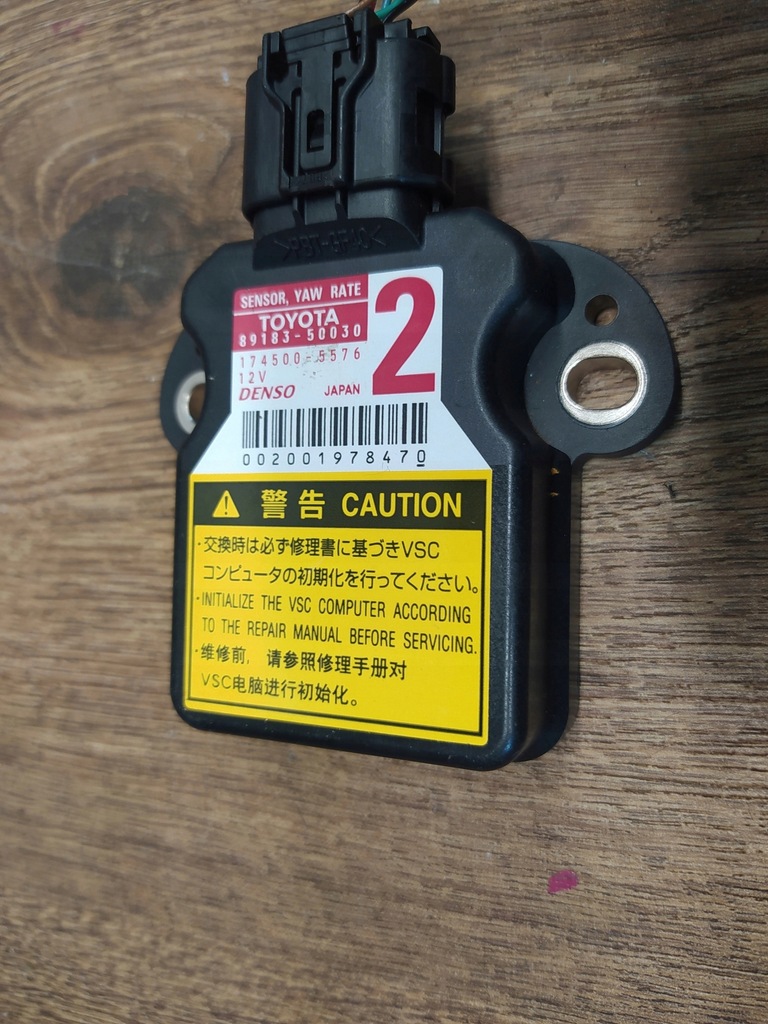 >PBT-GF40<
SENSOR, YAW RATE
TOYOTA
89183-50030
2
174500-5576
12V
DENSO JAPAN
002001978470
警告 CAUTION
・交換時は必ず修理書に基づきVSC
コンピュータの初期化を行ってください。
・INITIALIZE THE VSC COMPUTER ACCORDING
TO THE REPAIR MANUAL BEFORE SERVICING.
・维修前，请参照修理手册对
VSC电脑进行初始化。